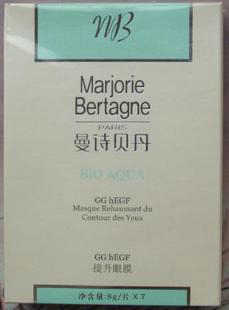 MB
Marjorie
Bertagne
PARIS
曼诗贝丹
BIO AQUA
GG hEGF
Masque Rehaussant du
Contour des Yeux
GG hEGF
提升眼膜
净含量:8g/片 X 7